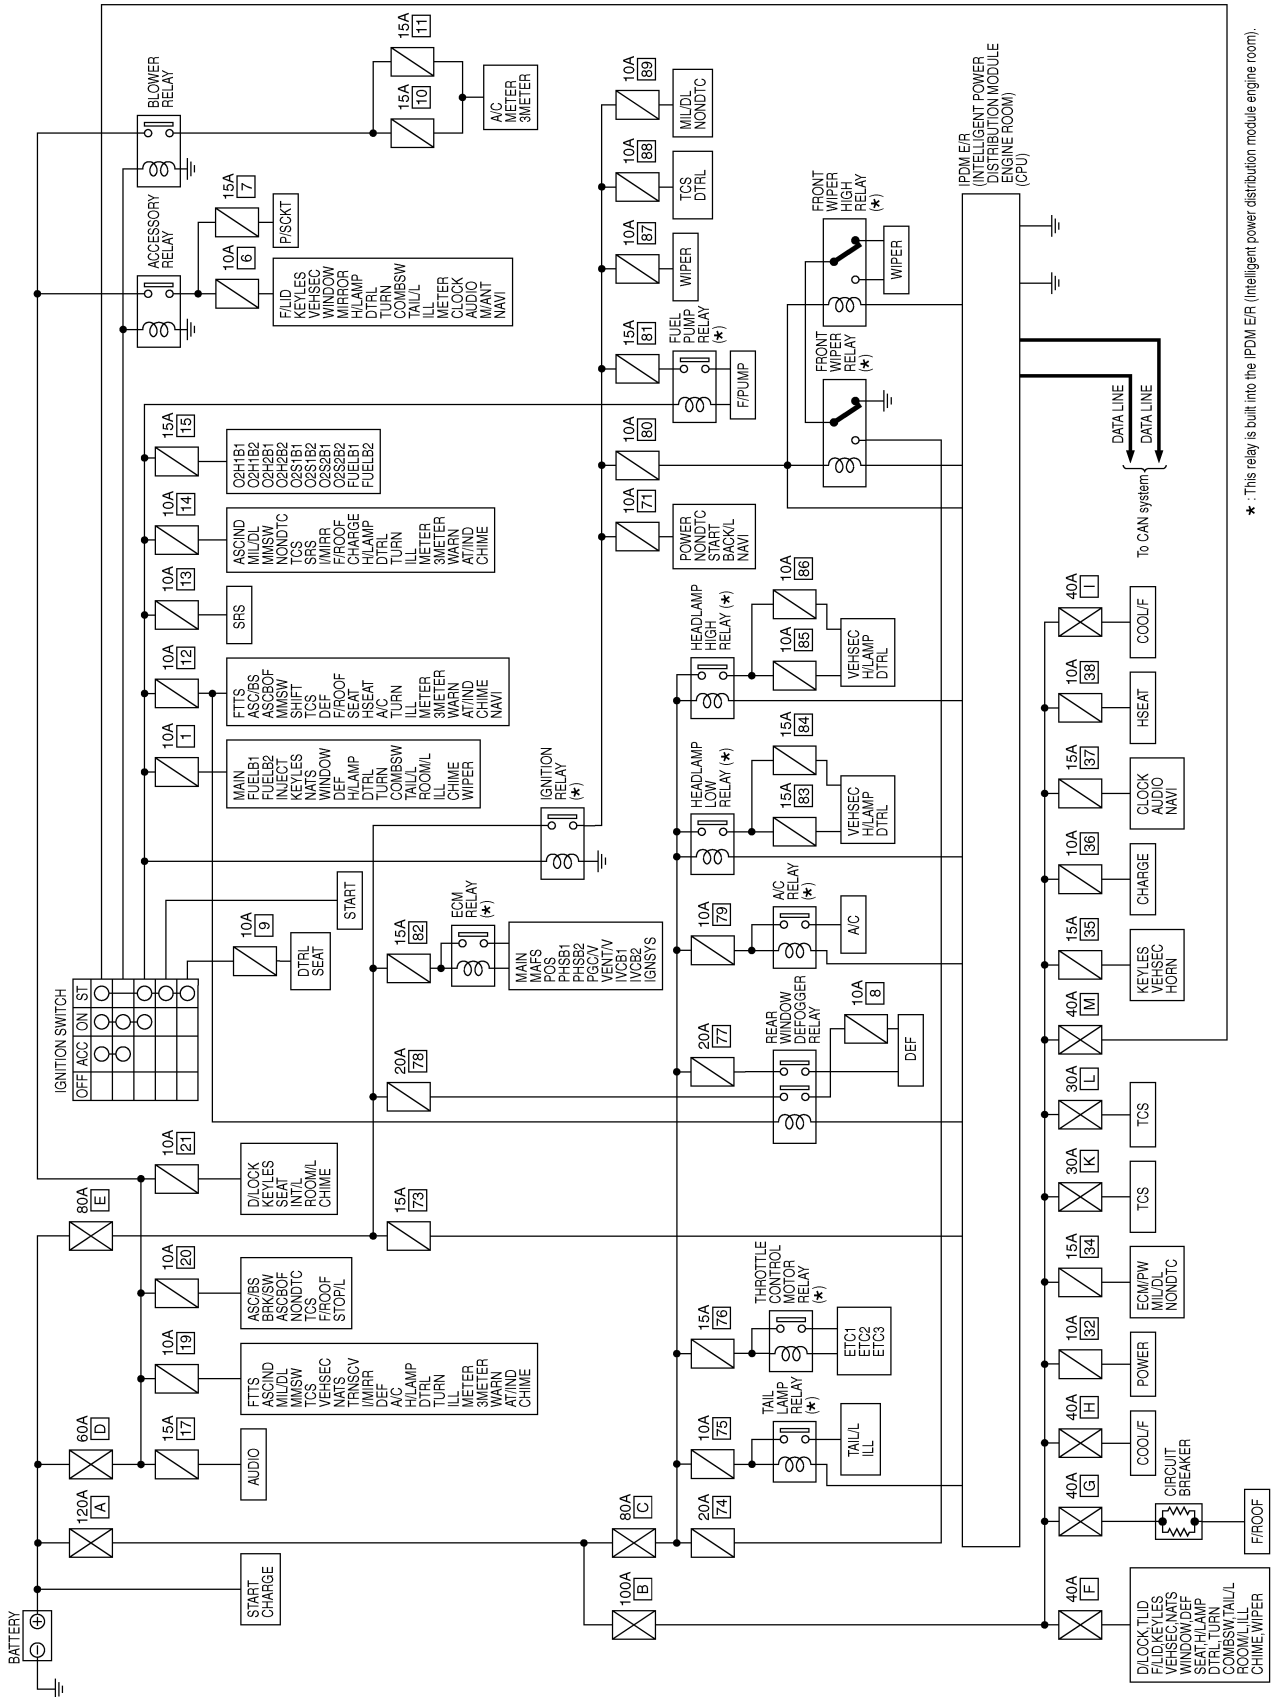 BATTERY
START
CHARGE
120A
A
60A
D
80A
E
15A
17
AUDIO
10A
19
FTTS
ASCIND
MIL/DL
MMSW
TCS
VEHSEC
NATS
TRNSCV
I/MIRR
DEF
A/C
H/LAMP
DTRL
TURN
ILL
METER
3METER
WARN
AT/IND
CHIME
10A
20
ASC/BS
BRK/SW
ASCBOF
NONDTC
TCS
F/ROOF
STOP/L
10A
21
D/LOCK
KEYLES
SEAT
INT/L
ROOM/L
CHIME
IGNITION SWITCH
OFF
ACC
ON
ST
10A
9
DTRL
SEAT
START
10A
1
MAIN
FUELB1
FUELB2
INJECT
KEYLES
NATS
WINDOW
DEF
H/LAMP
DTRL
TURN
COMBSW
TAIL/L
ROOM/L
ILL
CHIME
WIPER
10A
12
FTTS
ASC/BS
ASCBOF
MMSW
SHIFT
TCS
DEF
F/ROOF
SEAT
HSEAT
A/C
TURN
ILL
METER
3METER
WARN
AT/IND
CHIME
NAVI
10A
13
SRS
10A
14
ASCIND
MIL/DL
MMSW
NONDTC
TCS
SRS
I/MIRR
F/ROOF
CHARGE
H/LAMP
DTRL
TURN
ILL
METER
3METER
WARN
AT/IND
CHIME
15A
15
O2H1B1
O2H1B2
O2H2B1
O2H2B2
O2S1B1
O2S1B2
O2S2B1
O2S2B2
FUELB1
FUELB2
ACCESSORY
RELAY
10A
6
F/LID
KEYLES
VEHSEC
WINDOW
MIRROR
H/LAMP
DTRL
TURN
COMBSW
TAIL/L
ILL
METER
CLOCK
AUDIO
M/ANT
NAVI
15A
7
P/SCKT
BLOWER
RELAY
15A
10
15A
11
A/C
METER
3METER
15A
73
20A
78
15A
82
ECM
RELAY
(*)
MAIN
MAFS
POS
PHSB1
PHSB2
PGC/V
VENT/V
IVCB1
IVCB2
IGNSYS
IGNITION
RELAY
(*)
10A
71
POWER
NONDTC
START
BACK/L
NAVI
10A
80
15A
81
FUEL
PUMP
RELAY
(*)
F/PUMP
10A
87
WIPER
10A
88
TCS
DTRL
10A
89
MIL/DL
NONDTC
100A
B
80A
C
20A
74
10A
75
TAIL
LAMP
RELAY
(*)
TAIL/L
ILL
15A
76
THROTTLE
CONTROL
MOTOR
RELAY
(*)
ETC1
ETC2
ETC3
20A
77
REAR
WINDOW
DEFOGGER
RELAY
10A
8
DEF
10A
79
A/C
RELAY
(*)
A/C
HEADLAMP
LOW
RELAY (*)
15A
83
15A
84
VEHSEC
H/LAMP
DTRL
HEADLAMP
HIGH
RELAY (*)
10A
85
10A
86
VEHSEC
H/LAMP
DTRL
FRONT
WIPER
RELAY
(*)
FRONT
WIPER
HIGH
RELAY
(*)
WIPER
IPDM E/R
(INTELLIGENT POWER
DISTRIBUTION MODULE
ENGINE ROOM)
(CPU)
DATA LINE
DATA LINE
To CAN system
40A
F
D/LOCK,TLID
F/LID,KEYLES
VEHSEC,NATS
WINDOW,DEF
SEAT,H/LAMP
DTRL,TURN
COMBSW,TAIL/L
ROOM/L,ILL
CHIME,WIPER
40A
G
CIRCUIT
BREAKER
F/ROOF
40A
H
COOL/F
10A
32
POWER
15A
34
ECM/PW
MIL/DL
NONDTC
30A
K
TCS
30A
L
TCS
40A
M
15A
35
KEYLES
VEHSEC
HORN
10A
36
CHARGE
15A
37
CLOCK
AUDIO
NAVI
10A
38
HSEAT
40A
I
COOL/F
* : This relay is built into the IPDM E/R (Intelligent power distribution module engine room).